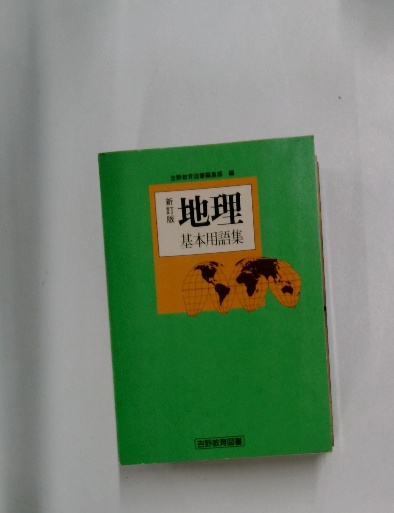 吉野教育図書編集部 編
新訂版
地理
基本用語集
吉野教育図書